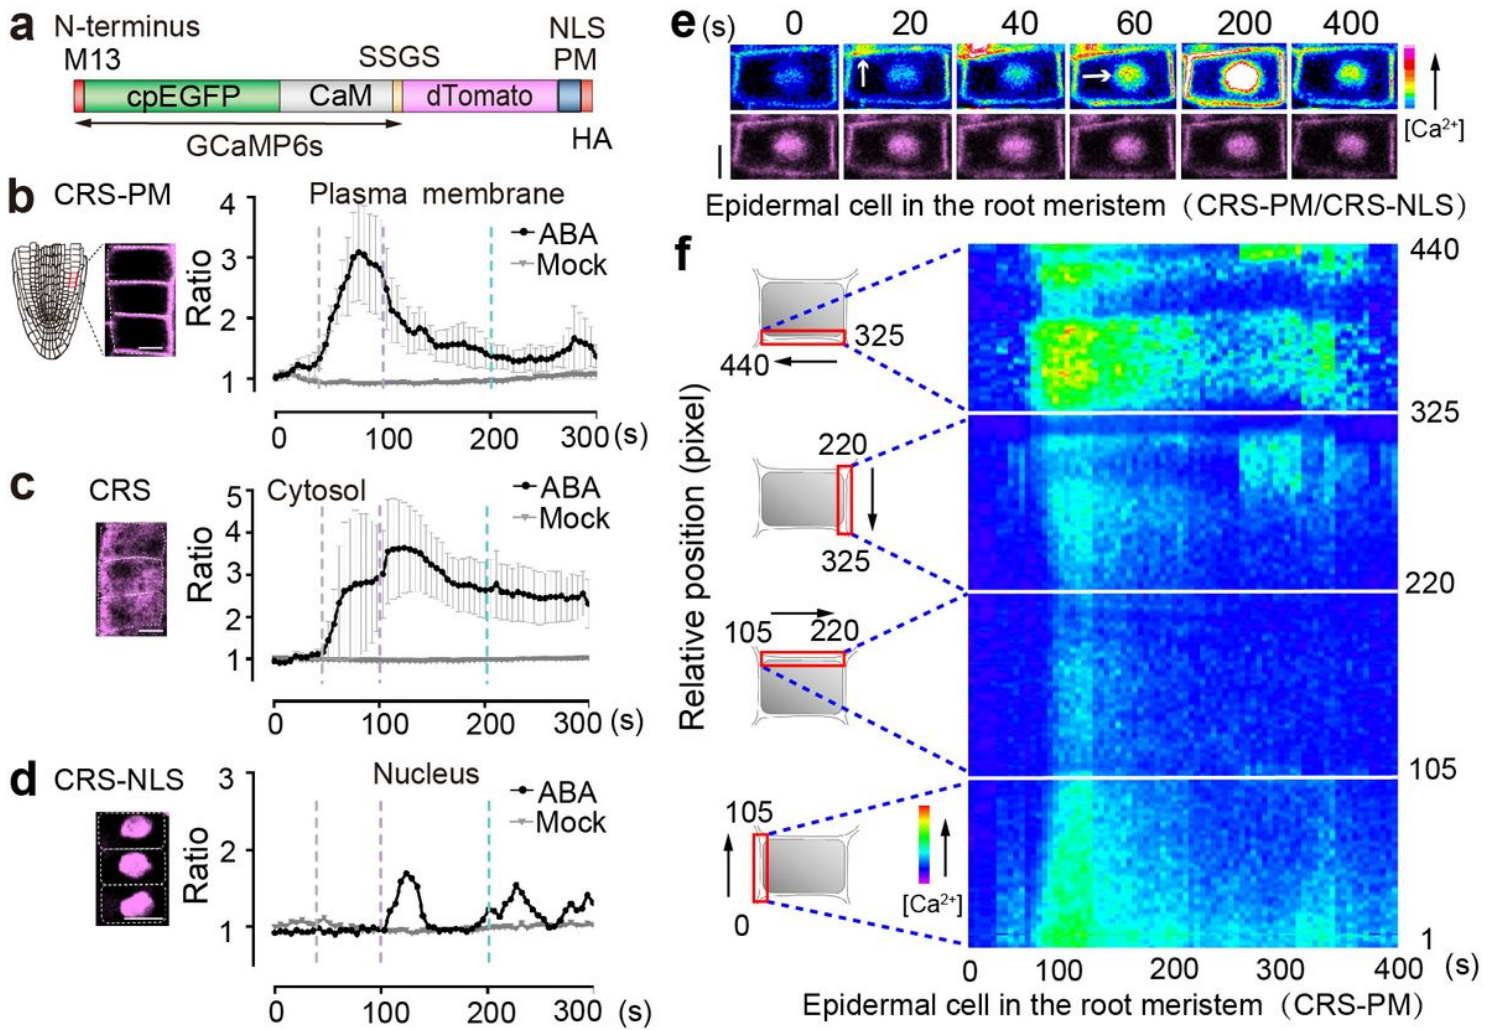 a
N-terminus
M13
SSGS
NLS
PM
cpEGFP
CaM
dTomato
GCaMP6s
HA
b
CRS-PM
Plasma membrane
ABA
Mock
Ratio
4
3
2
1
0 100 200 300 (s)
c
CRS
Cytosol
ABA
Mock
Ratio
5
4
3
2
1
0 100 200 300 (s)
d
CRS-NLS
Nucleus
ABA
Mock
Ratio
3
2
1
0 100 200 300 (s)
e
(s) 0 20 40 60 200 400
[Ca²⁺]
Epidermal cell in the root meristem（CRS-PM/CRS-NLS）
f
Relative position (pixel)
325
440
220
325
105 220
105
0
[Ca²⁺]
440
325
220
105
1
0 100 200 300 400 (s)
Epidermal cell in the root meristem（CRS-PM）